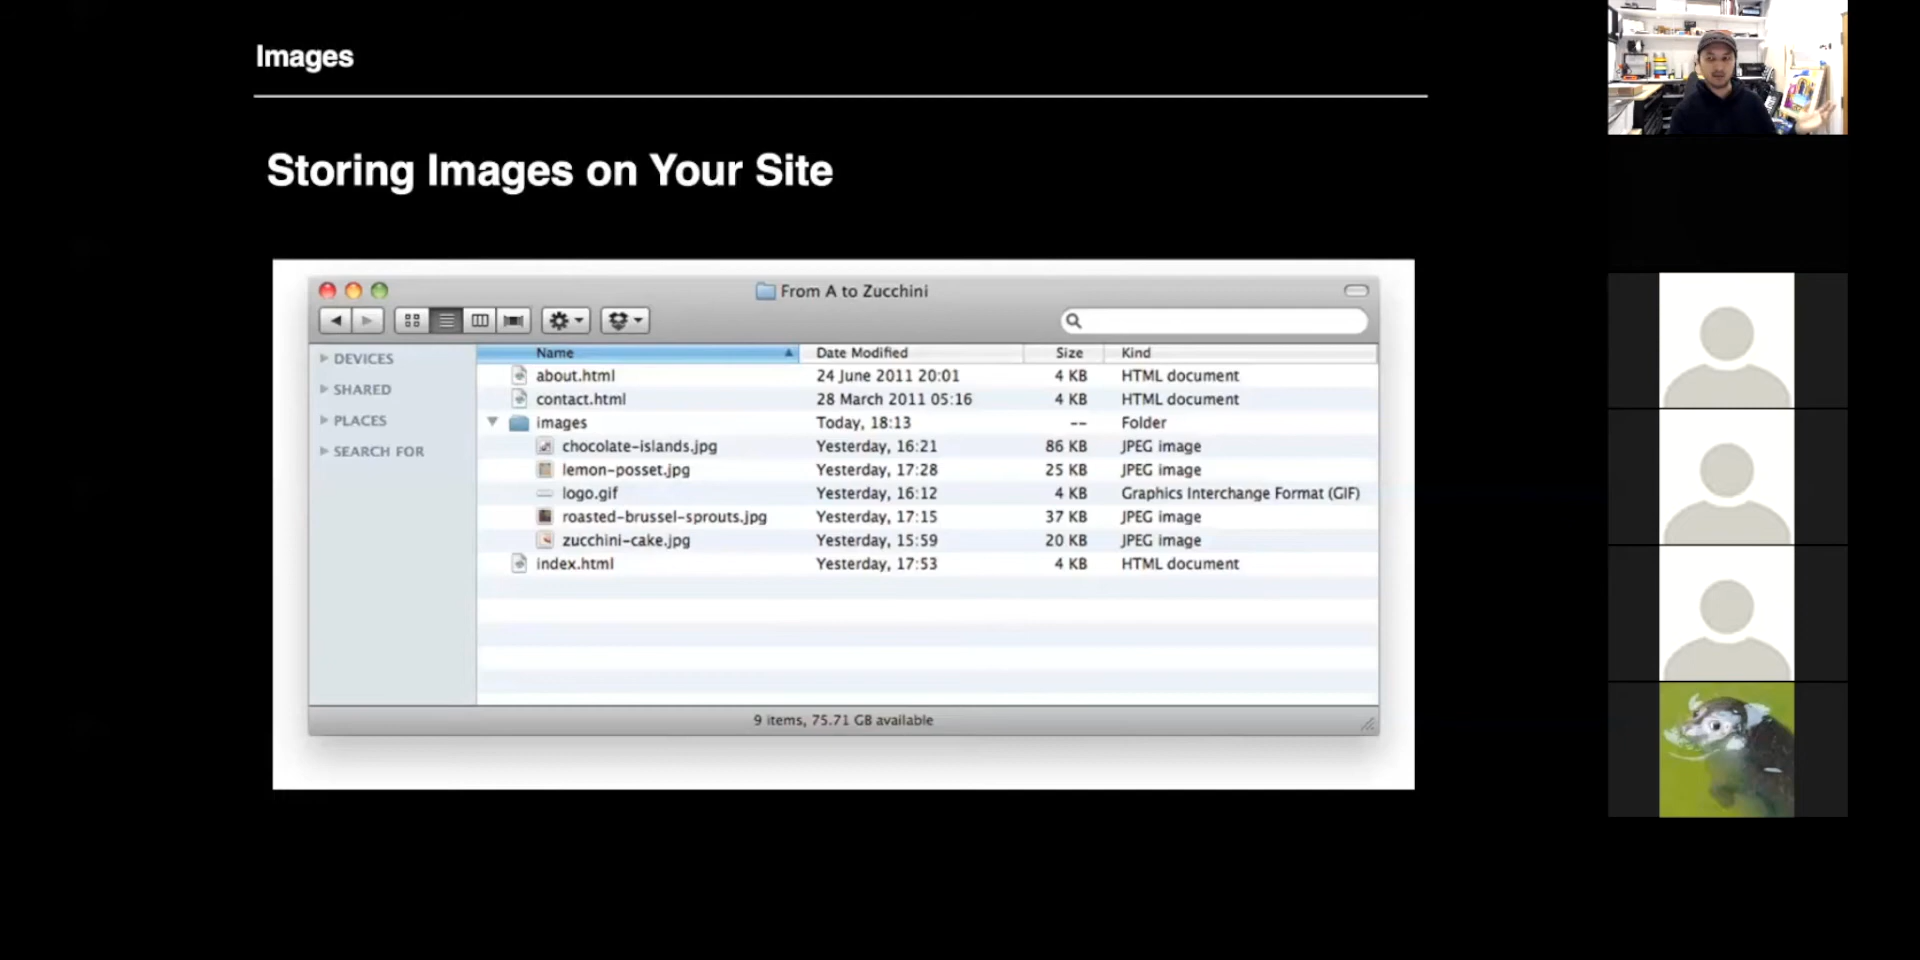 Images
Storing Images on Your Site
From A to Zucchini
DEVICES
SHARED
PLACES
SEARCH FOR
Name Date Modified Size Kind
about.html 24 June 2011 20:01 4 KB HTML document
contact.html 28 March 2011 05:16 4 KB HTML document
images Today, 18:13 -- Folder
chocolate-islands.jpg Yesterday, 16:21 86 KB JPEG image
lemon-posset.jpg Yesterday, 17:28 25 KB JPEG image
logo.gif Yesterday, 16:12 4 KB Graphics Interchange Format (GIF)
roasted-brussel-sprouts.jpg Yesterday, 17:15 37 KB JPEG image
zucchini-cake.jpg Yesterday, 15:59 20 KB JPEG image
index.html Yesterday, 17:53 4 KB HTML document
9 items, 75.71 GB available